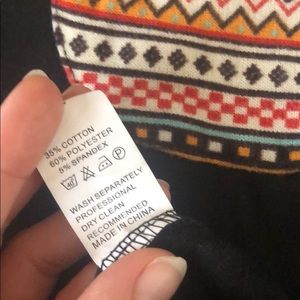 35% COTTON
60% POLYESTER
5% SPANDEX
WASH SEPARATELY
PROFESSIONAL
DRY CLEAN
RECOMMENDED
MADE IN CHINA